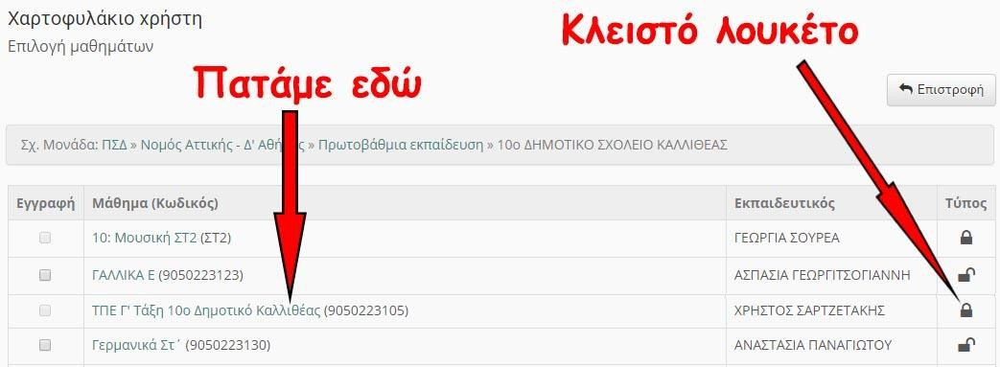 Χαρτοφυλάκιο χρήστη
Επιλογή μαθημάτων
Κλειστό λουκέτο
Πατάμε εδώ
Επιστροφή
Σχ. Μονάδα: ΠΣΔ » Νομός Αττικής - Δ' » Πρωτοβάθμια εκπαίδευση » 10ο ΔΗΜΟΤΙΚΟ ΣΧΟΛΕΙΟ ΚΑΛΛΙΘΕΑΣ
Εγγραφή Μάθημα (Κωδικός) Εκπαιδευτικός Τύπος
10: Μουσική ΣΤ2 (ΣΤ2) ΓΕΩΡΓΙΑ ΣΟΥΡΕΑ
ΓΑΛΛΙΚΑ Ε (9050223123) ΑΣΠΑΣΙΑ ΓΕΩΡΓΙΤΣΟΓΙΑΝΝΗ
ΤΠΕ Γ' Τάξη 10ο Δημοτικό Καλλιθέας (9050223105) ΧΡΗΣΤΟΣ ΣΑΡΤΖΕΤΑΚΗΣ
Γερμανικά Στ΄ (9050223130) ΑΝΑΣΤΑΣΙΑ ΠΑΝΑΓΙΩΤΟΥ